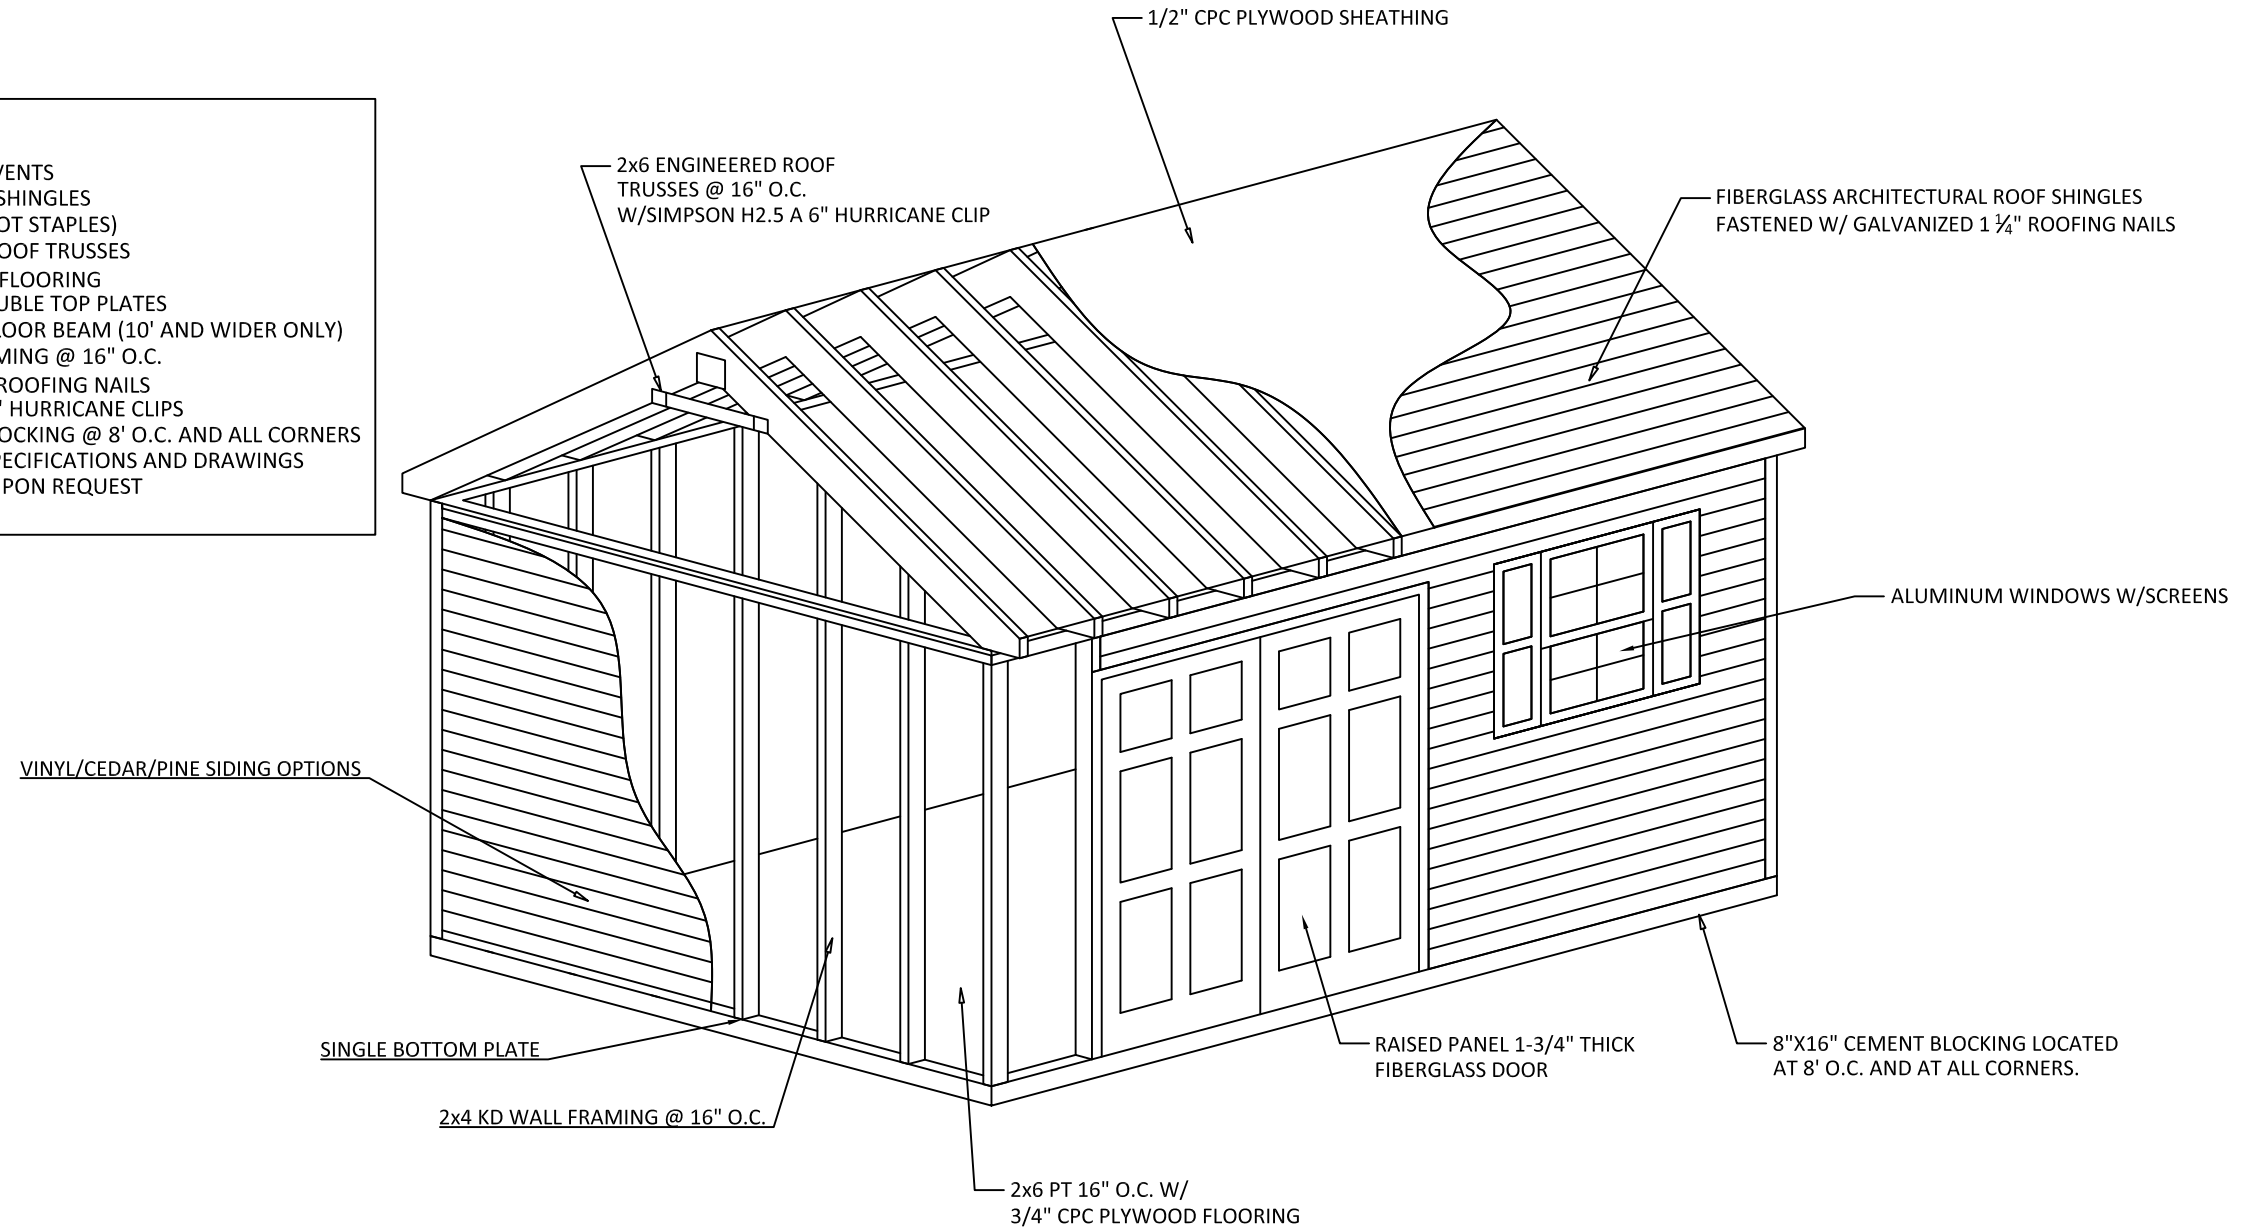 1/2" CPC PLYWOOD SHEATHING
2x6 ENGINEERED ROOF
TRUSSES @ 16" O.C.
W/SIMPSON H2.5 A 6" HURRICANE CLIP
FIBERGLASS ARCHITECTURAL ROOF SHINGLES
FASTENED W/ GALVANIZED 1 ¼" ROOFING NAILS
VENTS
SHINGLES
OT STAPLES)
OOF TRUSSES
FLOORING
UBLE TOP PLATES
LOOR BEAM (10' AND WIDER ONLY)
MING @ 16" O.C.
ROOFING NAILS
" HURRICANE CLIPS
OCKING @ 8' O.C. AND ALL CORNERS
PECIFICATIONS AND DRAWINGS
PON REQUEST
ALUMINUM WINDOWS W/SCREENS
VINYL/CEDAR/PINE SIDING OPTIONS
SINGLE BOTTOM PLATE
2x4 KD WALL FRAMING @ 16" O.C.
RAISED PANEL 1-3/4" THICK
FIBERGLASS DOOR
8"X16" CEMENT BLOCKING LOCATED
AT 8' O.C. AND AT ALL CORNERS.
2x6 PT 16" O.C. W/
3/4" CPC PLYWOOD FLOORING